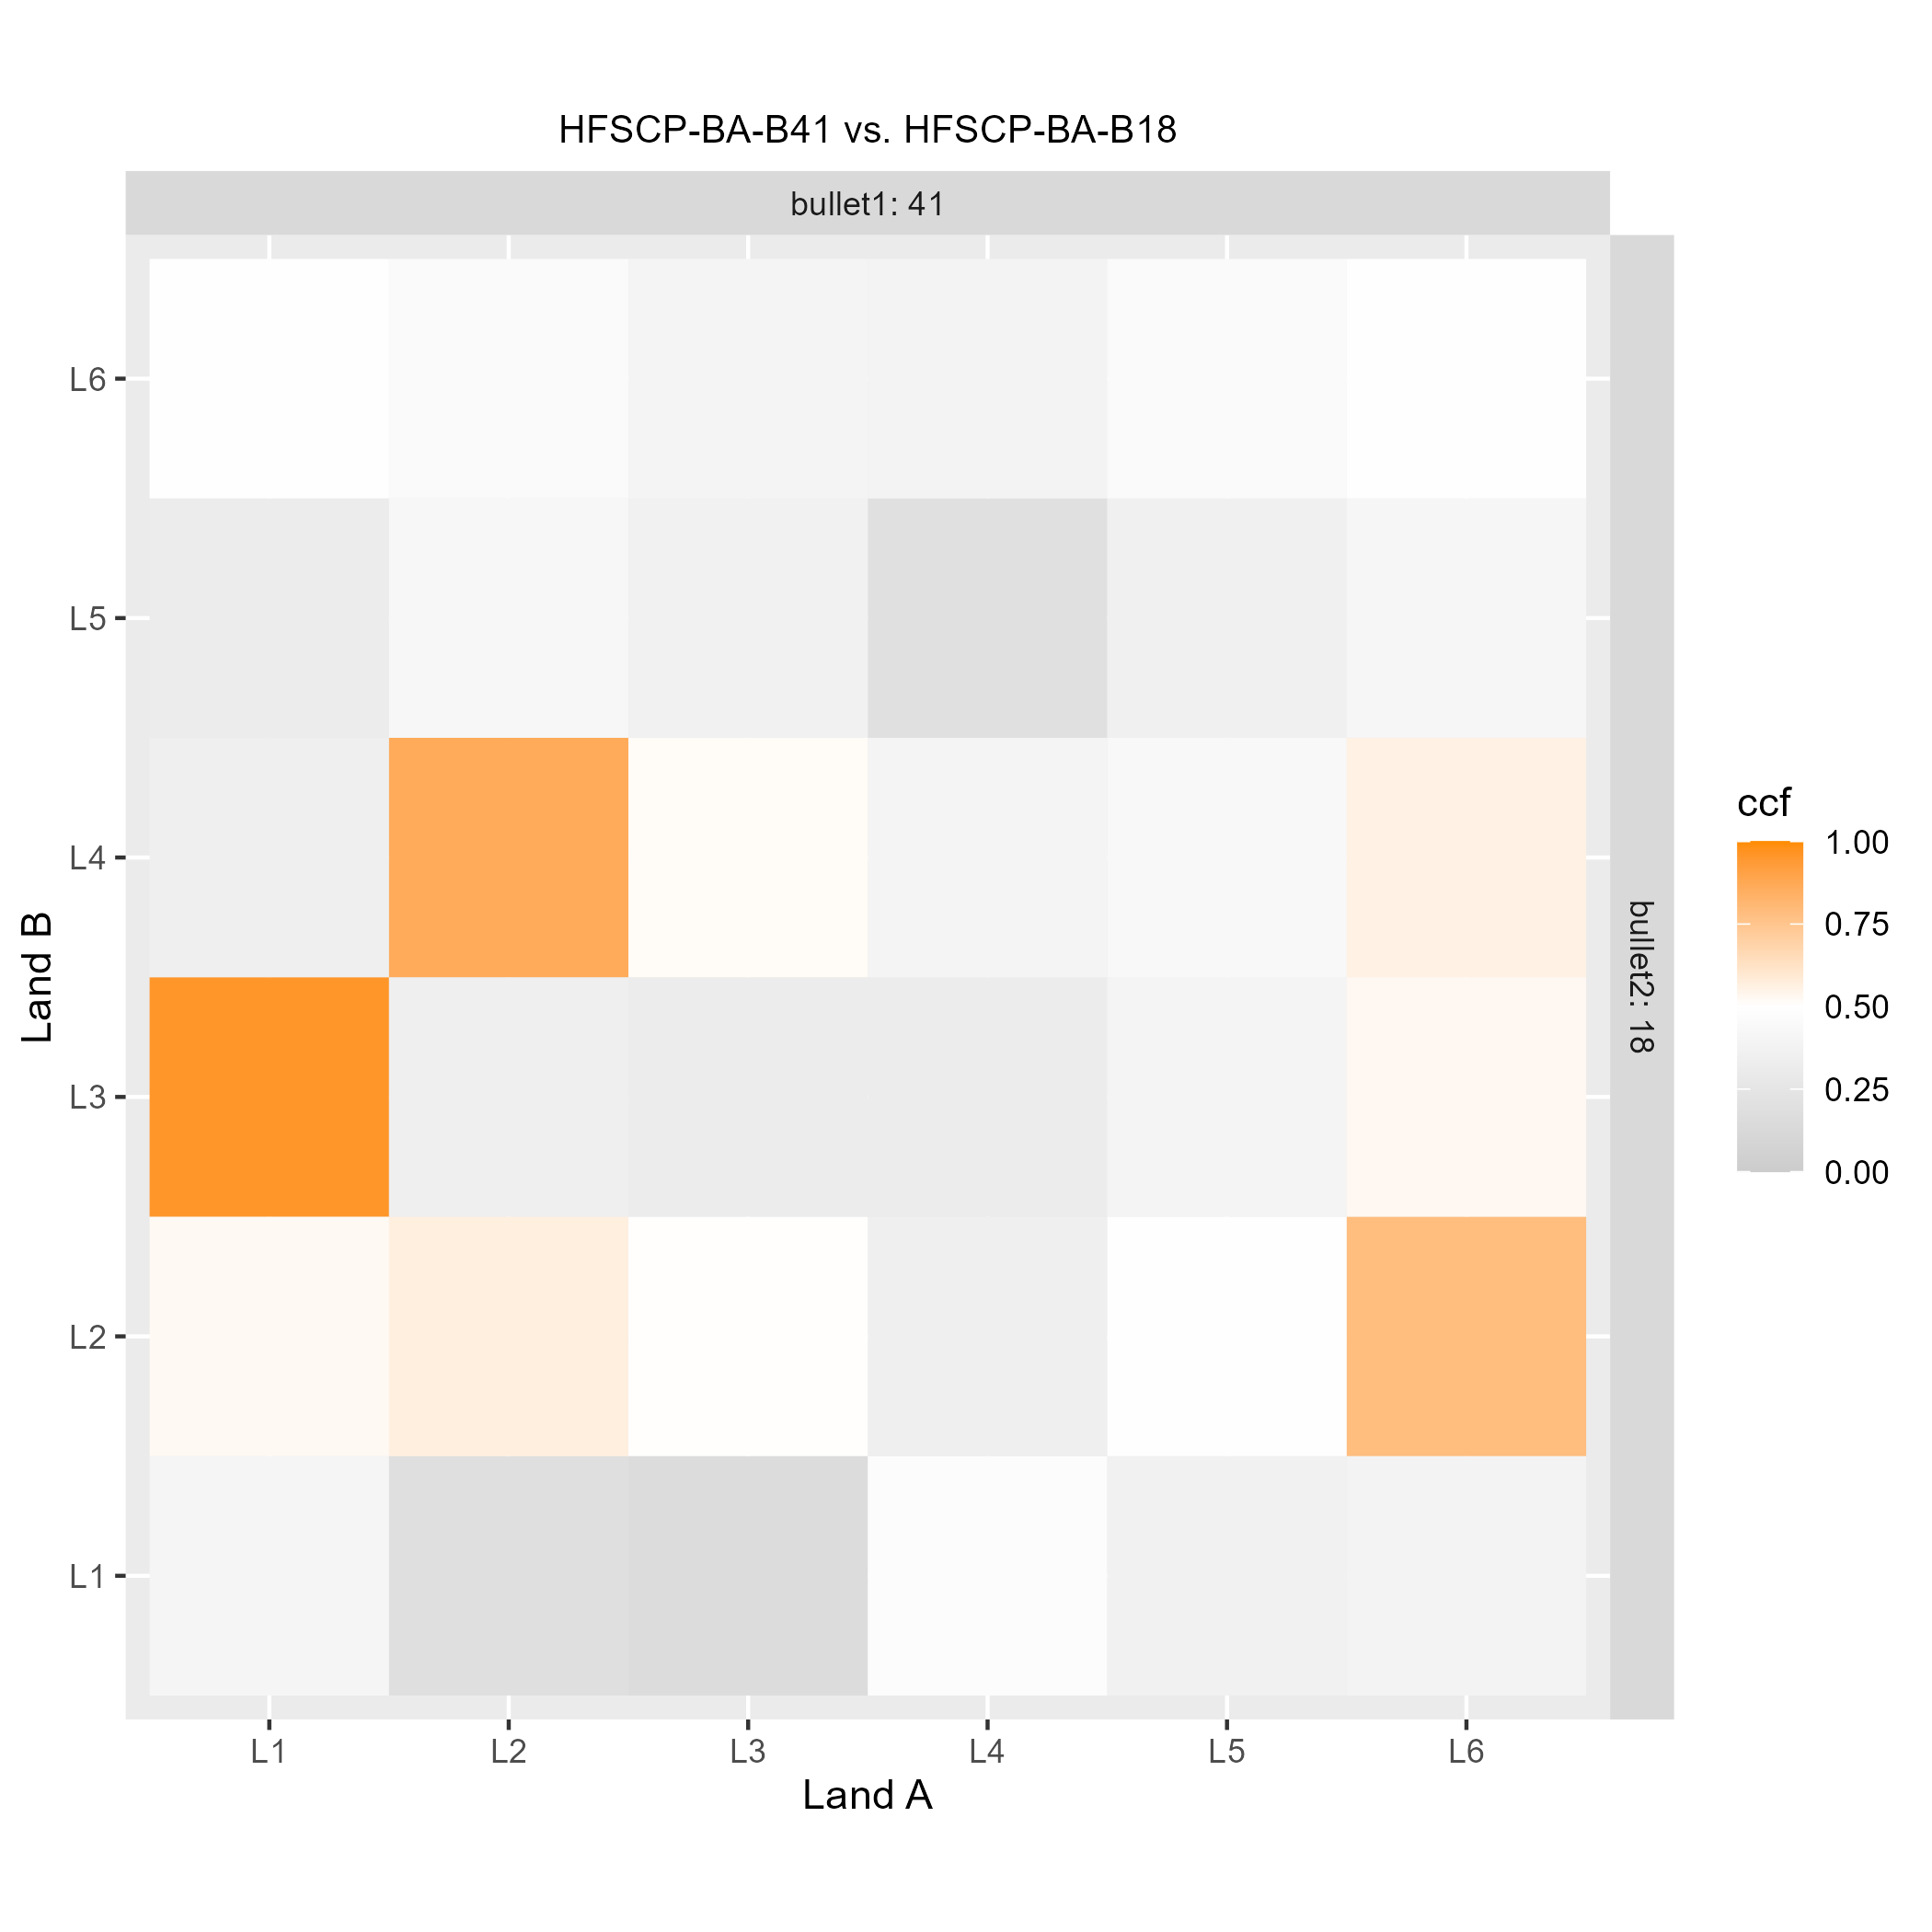 HFSCP-BA-B41 vs. HFSCP-BA-B18
bullet1: 41
L6
L5
L4
L3
L2
L1
Land B
bullet2: 18
L1 L2 L3 L4 L5 L6
Land A
ccf
1.00
0.75
0.50
0.25
0.00